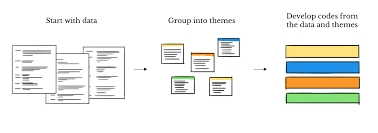 Start with data
Group into themes
Develop codes from
the data and themes